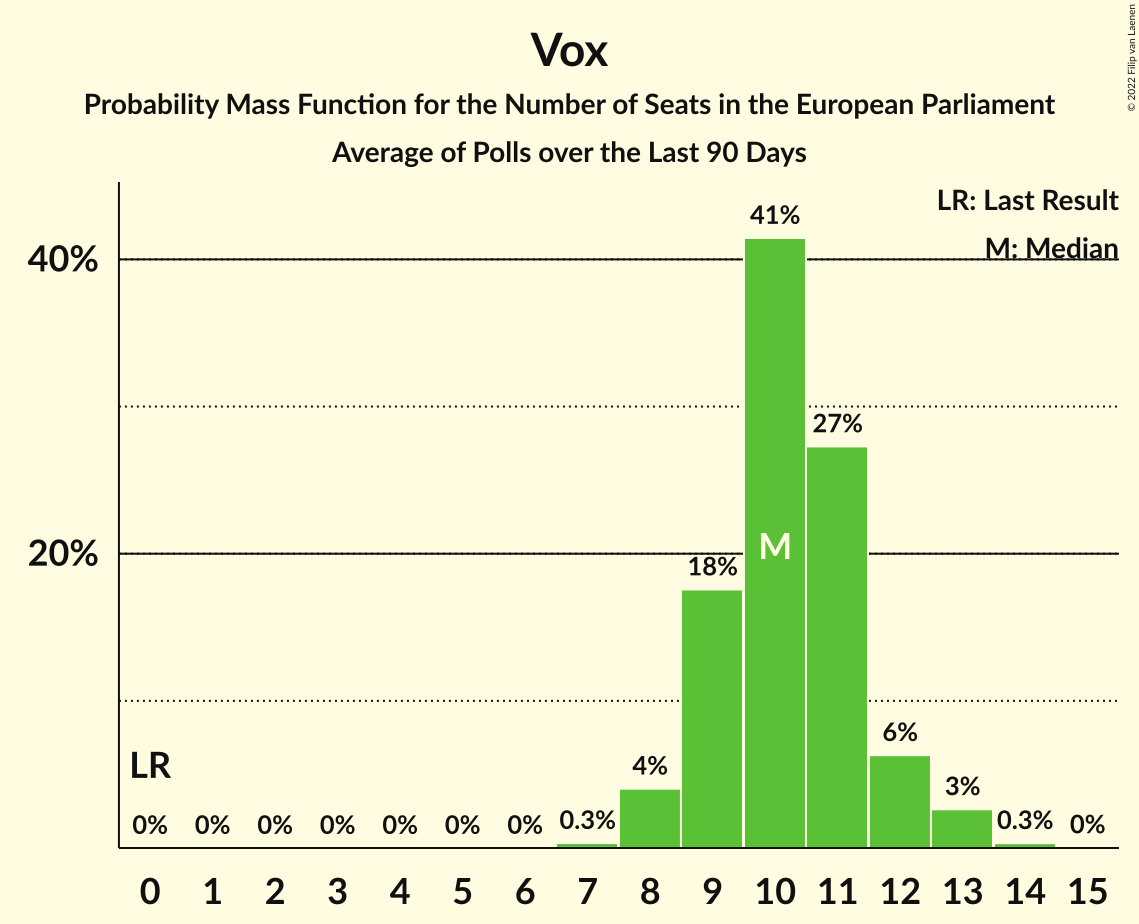 Vox
Probability Mass Function for the Number of Seats in the European Parliament
Average of Polls over the Last 90 Days
© 2022 Filip van Laenen
LR: Last Result
M: Median
41%
40%
27%
20%
18%
M
6%
LR
4%
3%
0% 0% 0% 0% 0% 0% 0% 0.3% 0.3% 0%
0 1 2 3 4 5 6 7 8 9 10 11 12 13 14 15